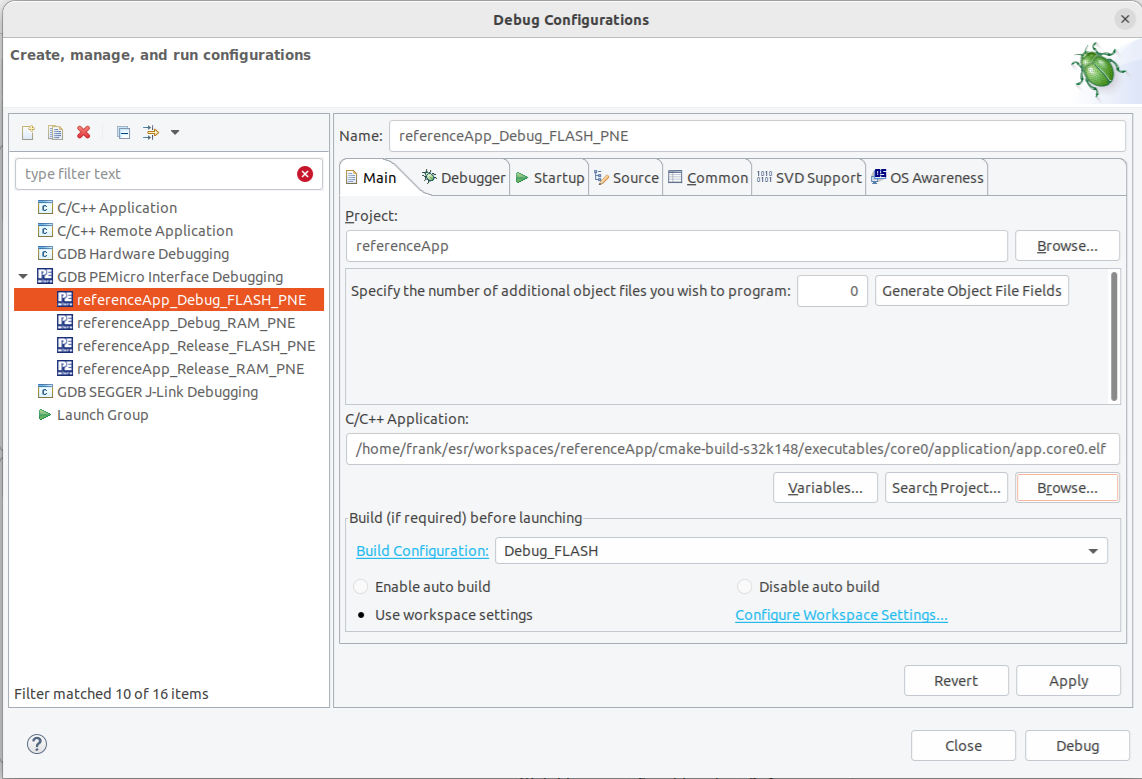 Debug Configurations
Create, manage, and run configurations
type filter text
C/C++ Application
C/C++ Remote Application
GDB Hardware Debugging
GDB PEMicro Interface Debugging
referenceApp_Debug_FLASH_PNE
referenceApp_Debug_RAM_PNE
referenceApp_Release_FLASH_PNE
referenceApp_Release_RAM_PNE
GDB SEGGER J-Link Debugging
Launch Group
Filter matched 10 of 16 items
Name: referenceApp_Debug_FLASH_PNE
Main Debugger Startup Source Common SVD Support OS Awareness
Project:
referenceApp Browse...
Specify the number of additional object files you wish to program: 0 Generate Object File Fields
C/C++ Application:
/home/frank/esr/workspaces/referenceApp/cmake-build-s32k148/executables/core0/application/app.core0.elf
Variables... Search Project... Browse...
Build (if required) before launching
Build Configuration: Debug_FLASH
Enable auto build Disable auto build
Use workspace settings Configure Workspace Settings...
Revert Apply
? Close Debug